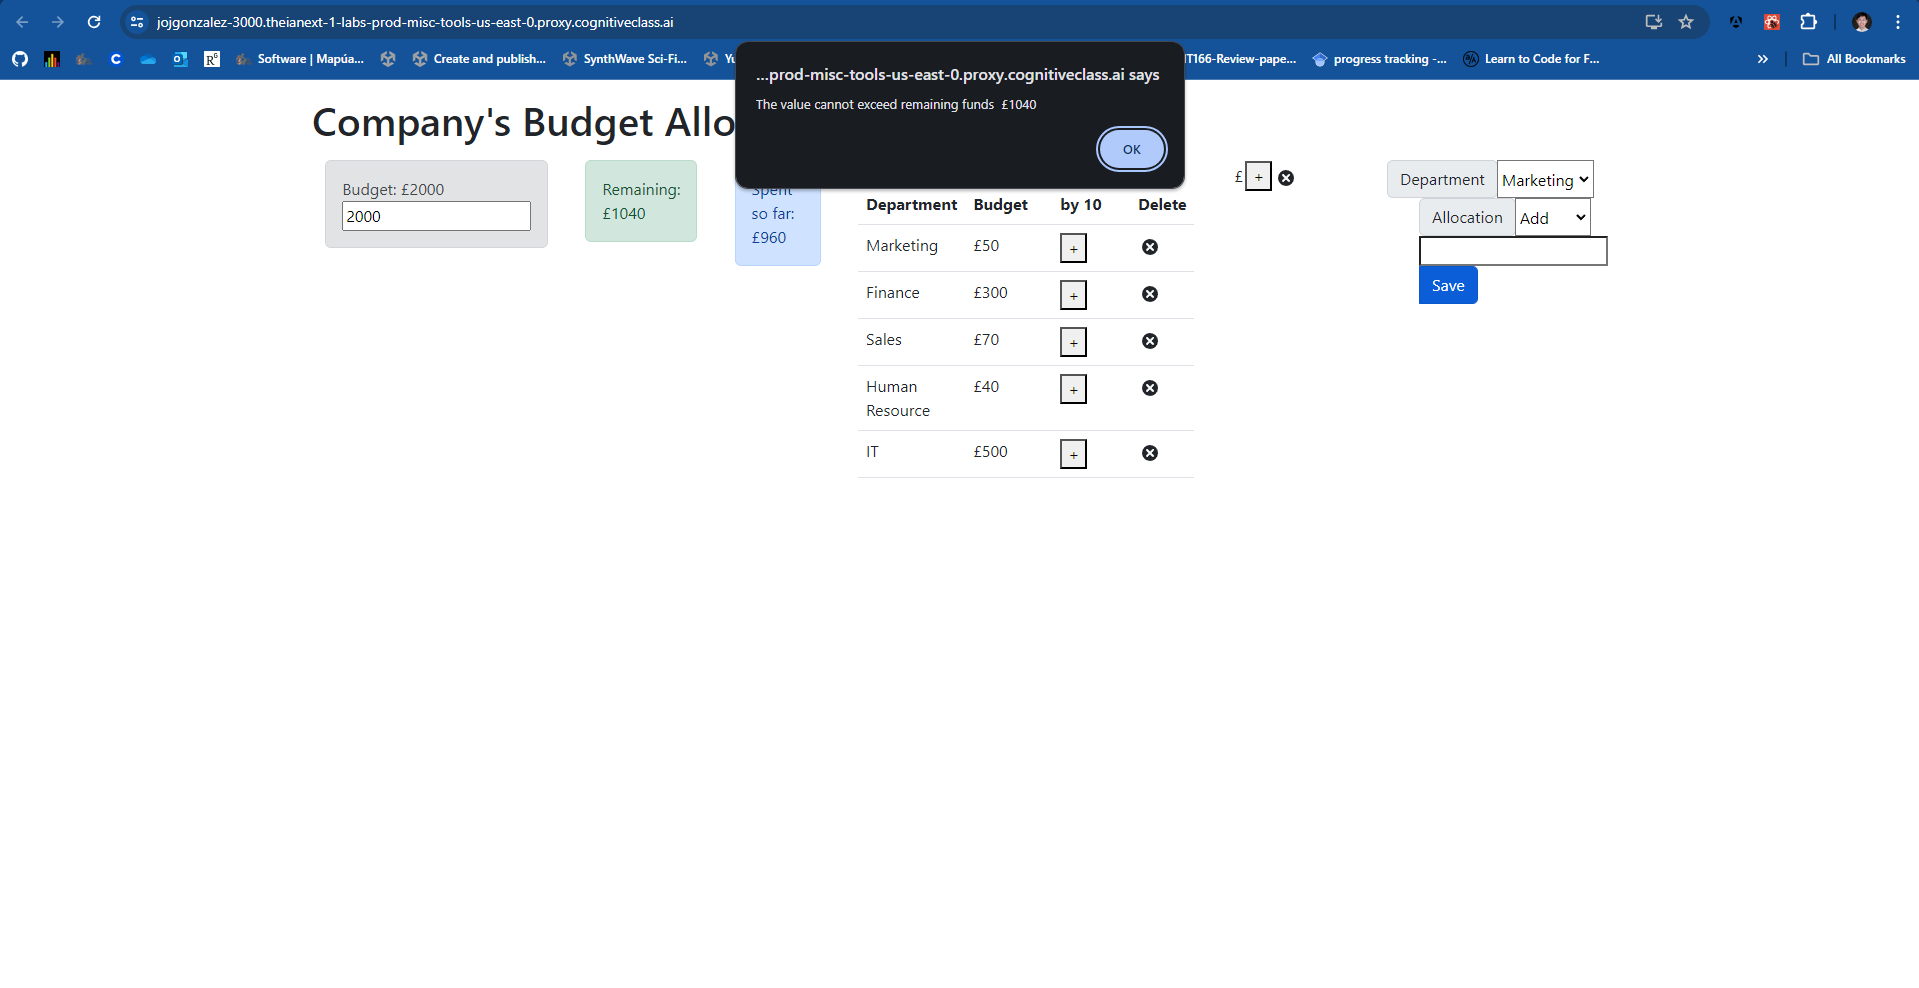 jojgonzalez-3000.theianext-1-labs-prod-misc-tools-us-east-0.proxy.cognitiveclass.ai
Software | Mapúa...
Create and publish...
SynthWave Sci-Fi...
IT166-Review-pape...
progress tracking -...
Learn to Code for F...
All Bookmarks
...prod-misc-tools-us-east-0.proxy.cognitiveclass.ai says
The value cannot exceed remaining funds £1040
OK
Company's Budget Allo
Budget: £2000
2000
Remaining:
£1040
Spent
so far:
£960
Department Budget by 10 Delete
Marketing £50 +
Finance £300 +
Sales £70 +
Human
Resource £40 +
IT £500 +
£ +
Department Marketing
Allocation Add
Save